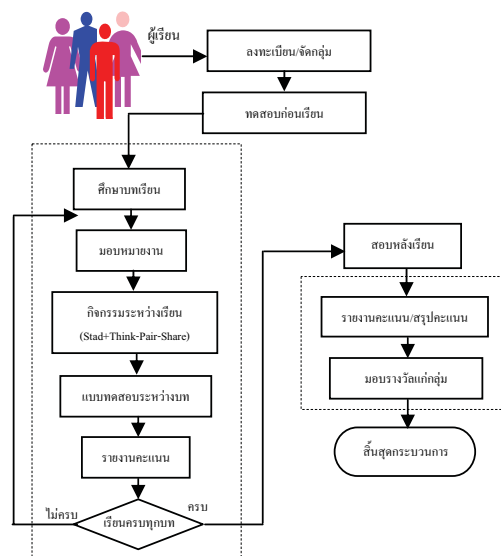 ผู้เรียน
ลงทะเบียน/จัดกลุ่ม
ทดสอบก่อนเรียน
ศึกษาบทเรียน
มอบหมายงาน
กิจกรรมระหว่างเรียน
(Stad+Think-Pair-Share)
แบบทดสอบระหว่างบท
รายงานคะแนน
เรียนครบทุกบท
ไม่ครบ
ครบ
สอบหลังเรียน
รายงานคะแนน/สรุปคะแนน
มอบรางวัลแก่กลุ่ม
สิ้นสุดกระบวนการ